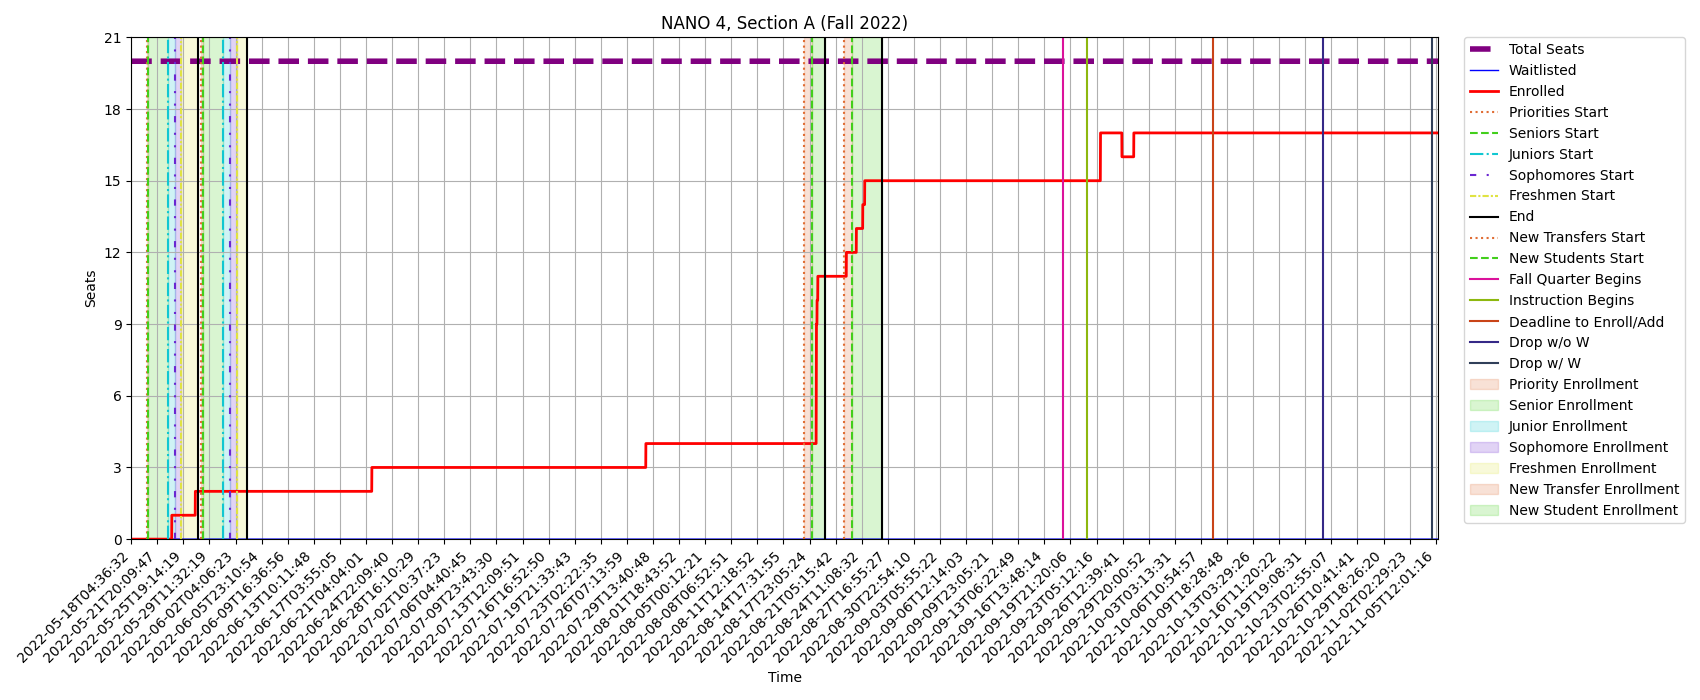 NANO 4, Section A (Fall 2022)
21
18
15
12
9
6
3
0
Seats
2022-05-18T04:36:32
2022-05-21T20:09:47
2022-05-25T19:14:19
2022-05-29T11:32:19
2022-06-02T04:06:23
2022-06-05T23:10:54
2022-06-09T16:36:56
2022-06-13T10:11:48
2022-06-17T03:55:05
2022-06-21T04:04:01
2022-06-24T22:09:40
2022-06-28T16:10:29
2022-07-02T10:37:23
2022-07-06T04:40:45
2022-07-09T23:43:30
2022-07-13T12:09:51
2022-07-16T16:52:50
2022-07-19T21:33:43
2022-07-23T02:22:35
2022-07-26T07:13:59
2022-07-29T13:40:48
2022-08-01T18:43:52
2022-08-05T00:12:21
2022-08-08T06:52:51
2022-08-11T12:18:52
2022-08-14T17:31:55
2022-08-17T23:05:24
2022-08-21T05:15:42
2022-08-24T11:08:32
2022-08-27T16:55:27
2022-08-30T22:54:10
2022-09-03T05:55:22
2022-09-06T12:14:03
2022-09-09T23:05:21
2022-09-13T06:22:49
2022-09-16T13:48:14
2022-09-19T21:20:06
2022-09-23T05:12:16
2022-09-26T12:39:41
2022-09-29T20:00:52
2022-10-03T03:13:31
2022-10-06T10:54:57
2022-10-09T18:28:48
2022-10-13T03:29:26
2022-10-16T11:20:22
2022-10-19T19:08:31
2022-10-23T02:55:07
2022-10-26T10:41:41
2022-10-29T18:26:20
2022-11-02T02:29:23
2022-11-05T12:01:16
Time
Total Seats
Waitlisted
Enrolled
Priorities Start
Seniors Start
Juniors Start
Sophomores Start
Freshmen Start
End
New Transfers Start
New Students Start
Fall Quarter Begins
Instruction Begins
Deadline to Enroll/Add
Drop w/o W
Drop w/ W
Priority Enrollment
Senior Enrollment
Junior Enrollment
Sophomore Enrollment
Freshmen Enrollment
New Transfer Enrollment
New Student Enrollment